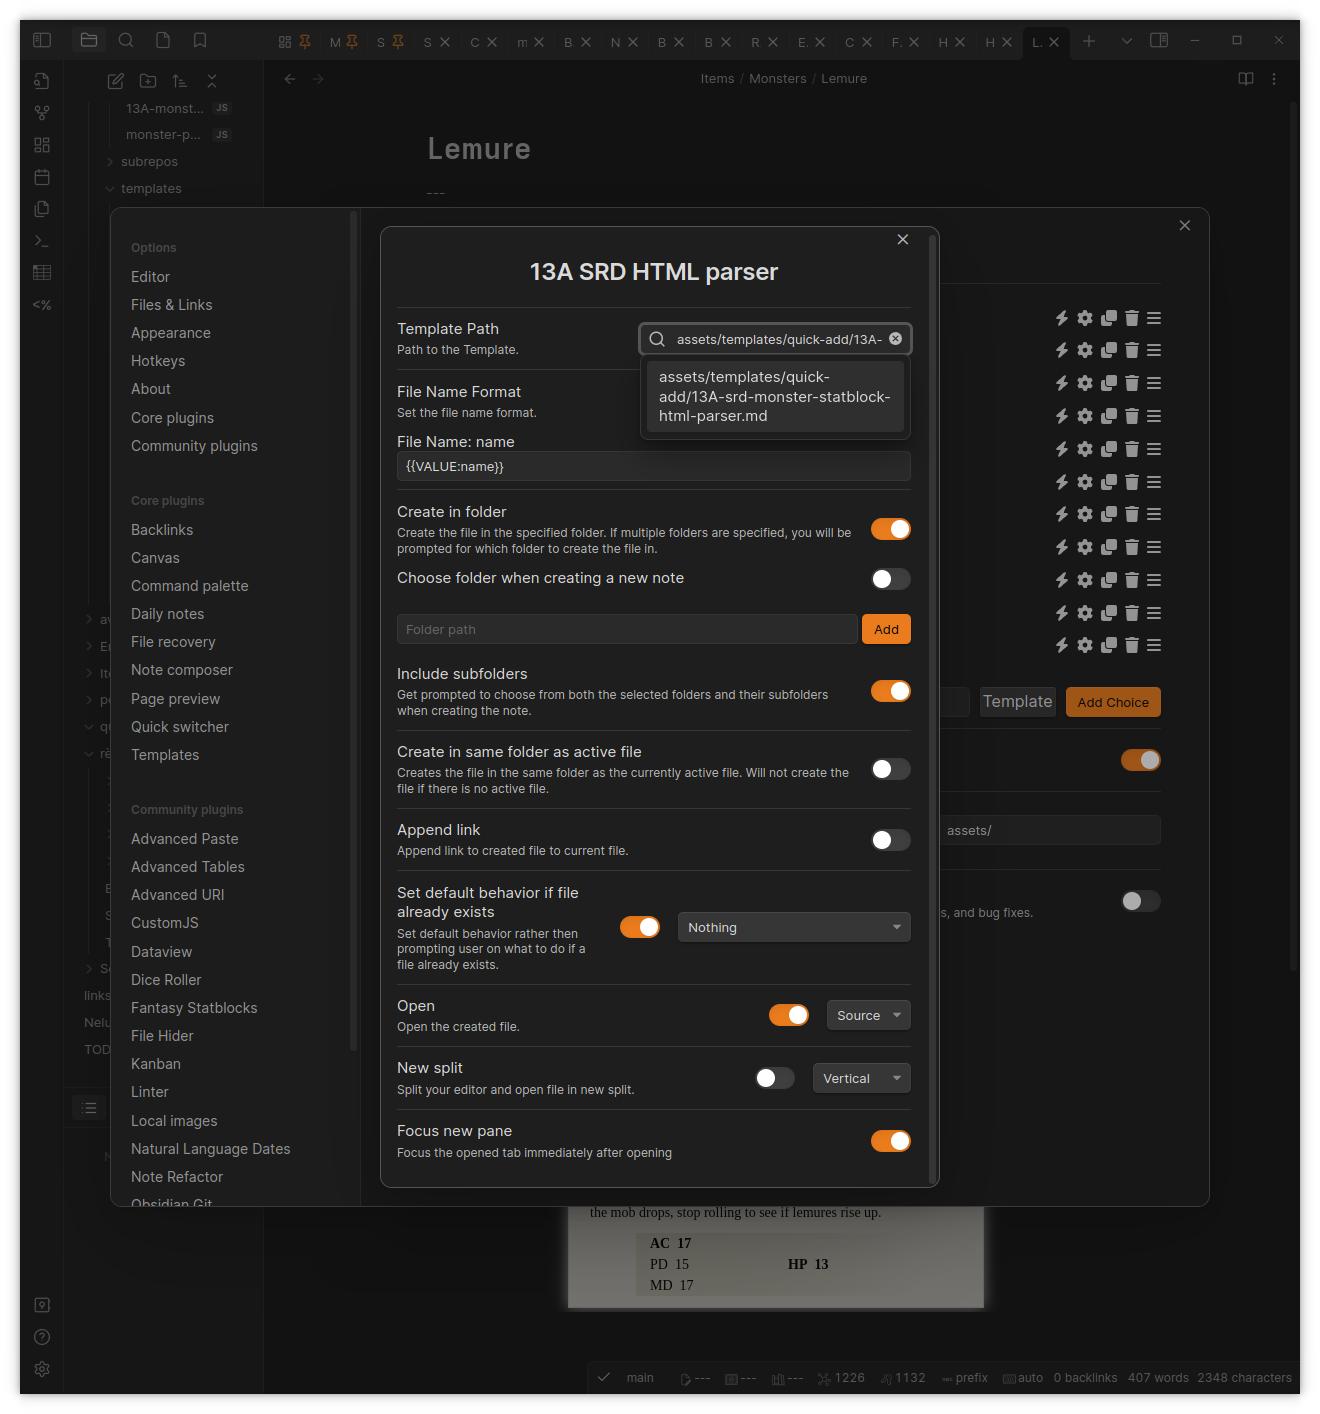 M
S
S
C
m
B
N
B
B
R
E.
C
F.
H
H
L.
Items / Monsters / Lemure
13A-monst... JS
monster-p... JS
subrepos
templates
Lemure
---
Options
Editor
Files & Links
Appearance
Hotkeys
About
Core plugins
Community plugins
Core plugins
Backlinks
Canvas
Command palette
Daily notes
File recovery
Note composer
Page preview
Quick switcher
Templates
Community plugins
Advanced Paste
Advanced Tables
Advanced URI
CustomJS
Dataview
Dice Roller
Fantasy Statblocks
File Hider
Kanban
Linter
Local images
Natural Language Dates
Note Refactor
Obsidian Git
links
TOD
13A SRD HTML parser
Template Path
Path to the Template.
assets/templates/quick-add/13A-
assets/templates/quick-
add/13A-srd-monster-statblock-
html-parser.md
File Name Format
Set the file name format.
File Name: name
{{VALUE:name}}
Create in folder
Create the file in the specified folder. If multiple folders are specified, you will be
prompted for which folder to create the file in.
Choose folder when creating a new note
Folder path
Add
Include subfolders
Get prompted to choose from both the selected folders and their subfolders
when creating the note.
Create in same folder as active file
Creates the file in the same folder as the currently active file. Will not create the
file if there is no active file.
Append link
Append link to created file to current file.
Set default behavior if file
already exists
Set default behavior rather then
prompting user on what to do if a
file already exists.
Nothing
Open
Open the created file.
Source
New split
Split your editor and open file in new split.
Vertical
Focus new pane
Focus the opened tab immediately after opening
Template
Add Choice
assets/
s, and bug fixes.
the mob drops, stop rolling to see if lemures rise up.
AC 17
PD 15
HP 13
MD 17
main
---
---
---
1226
1132
prefix
auto
0 backlinks
407 words
2348 characters